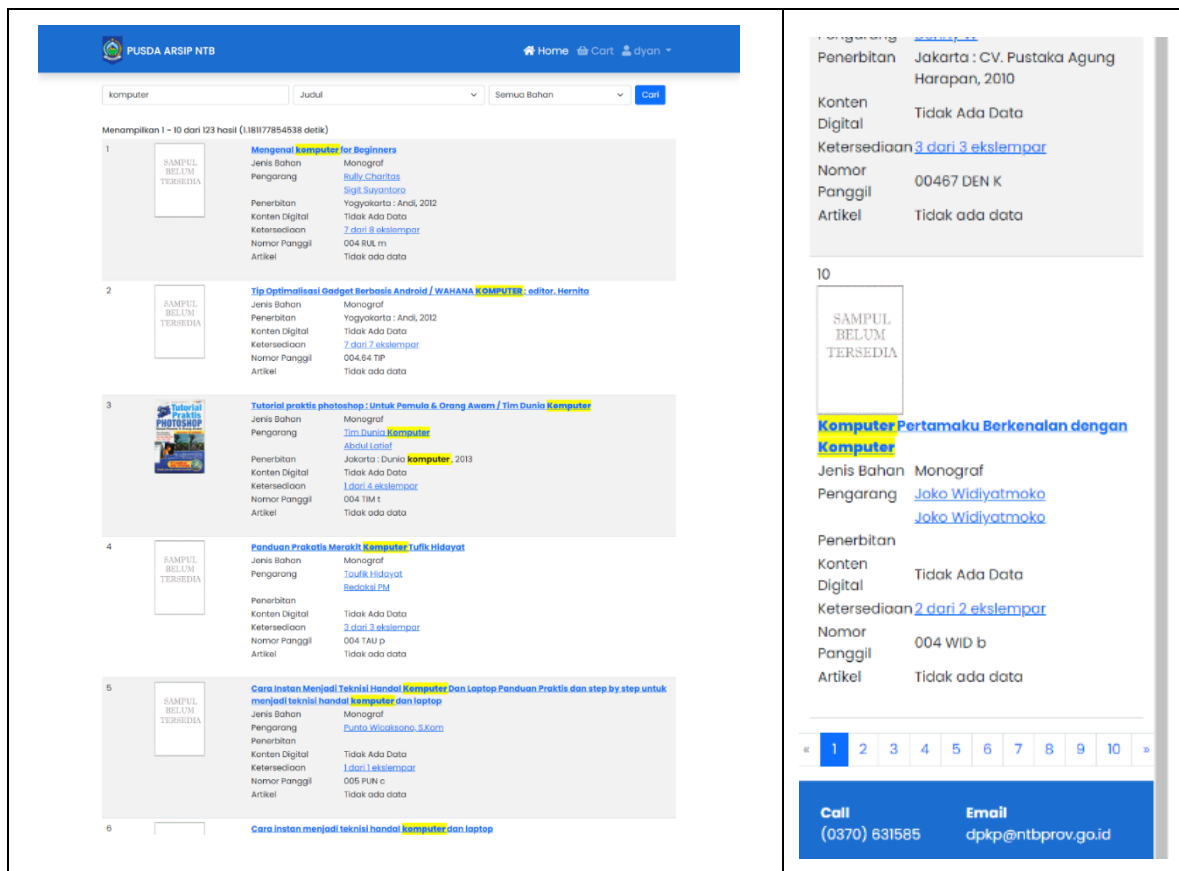 PUSDA ARSIP NTB
Home Cart dyan
komputer Judul Semua Bahan Cari
Menampilkan 1 - 10 dari 123 hasil (1.181177854538 detik)
1
SAMPUL
BELUM
TERSEDIA
Mengenal komputer for Beginners
Jenis Bahan Monograf
Pengarang Rully Charitas
Sigit Suyantoro
Penerbitan Yogyakarta : Andi, 2012
Konten Digital Tidak Ada Data
Ketersediaan 7 dari 8 ekslempar
Nomor Panggil 004 RUL m
Artikel Tidak ada data
2
SAMPUL
BELUM
TERSEDIA
Tip Optimalisasi Gadget Berbasis Android / WAHANA KOMPUTER ; editor, Hernita
Jenis Bahan Monograf
Penerbitan Yogyakarta : Andi, 2012
Konten Digital Tidak Ada Data
Ketersediaan 7 dari 7 ekslempar
Nomor Panggil 004.64 TIP
Artikel Tidak ada data
3
Tutorial
Praktis
PHOTOSHOP
Tutorial praktis photoshop : Untuk Pemula & Orang Awam / Tim Dunia Komputer
Jenis Bahan Monograf
Pengarang Tim Dunia Komputer
Abdul Latief
Penerbitan Jakarta : Dunia komputer, 2013
Konten Digital Tidak Ada Data
Ketersediaan 1 dari 4 ekslempar
Nomor Panggil 004 TIM t
Artikel Tidak ada data
4
SAMPUL
BELUM
TERSEDIA
Panduan Prakatis Merakit Komputer Tufik Hidayat
Jenis Bahan Monograf
Pengarang Taufik Hidayat
Redaksi PM
Penerbitan
Konten Digital Tidak Ada Data
Ketersediaan 3 dari 3 ekslempar
Nomor Panggil 004 TAU p
Artikel Tidak ada data
5
SAMPUL
BELUM
TERSEDIA
Cara Instan Menjadi Teknisi Handal Komputer Dan Laptop Panduan Praktis dan step by step untuk
menjadi teknisi handal komputer dan laptop
Jenis Bahan Monograf
Pengarang Punto Wicaksono, S.Kom
Penerbitan
Konten Digital Tidak Ada Data
Ketersediaan 1 dari 1 ekslempar
Nomor Panggil 005 PUN c
Artikel Tidak ada data
6
Cara instan menjadi teknisi handal komputer dan laptop
Penerbitan Jakarta : CV. Pustaka Agung
Harapan, 2010
Konten
Digital Tidak Ada Data
Ketersediaan 3 dari 3 ekslempar
Nomor
Panggil 00467 DEN K
Artikel Tidak ada data
10
SAMPUL
BELUM
TERSEDIA
Komputer Pertamaku Berkenalan dengan
Komputer
Jenis Bahan Monograf
Pengarang Joko Widiyatmoko
Joko Widiyatmoko
Penerbitan
Konten
Digital Tidak Ada Data
Ketersediaan 2 dari 2 ekslempar
Nomor
Panggil 004 WID b
Artikel Tidak ada data
« 1 2 3 4 5 6 7 8 9 10 »
Call Email
(0370) 631585 dpkp@ntbprov.go.id